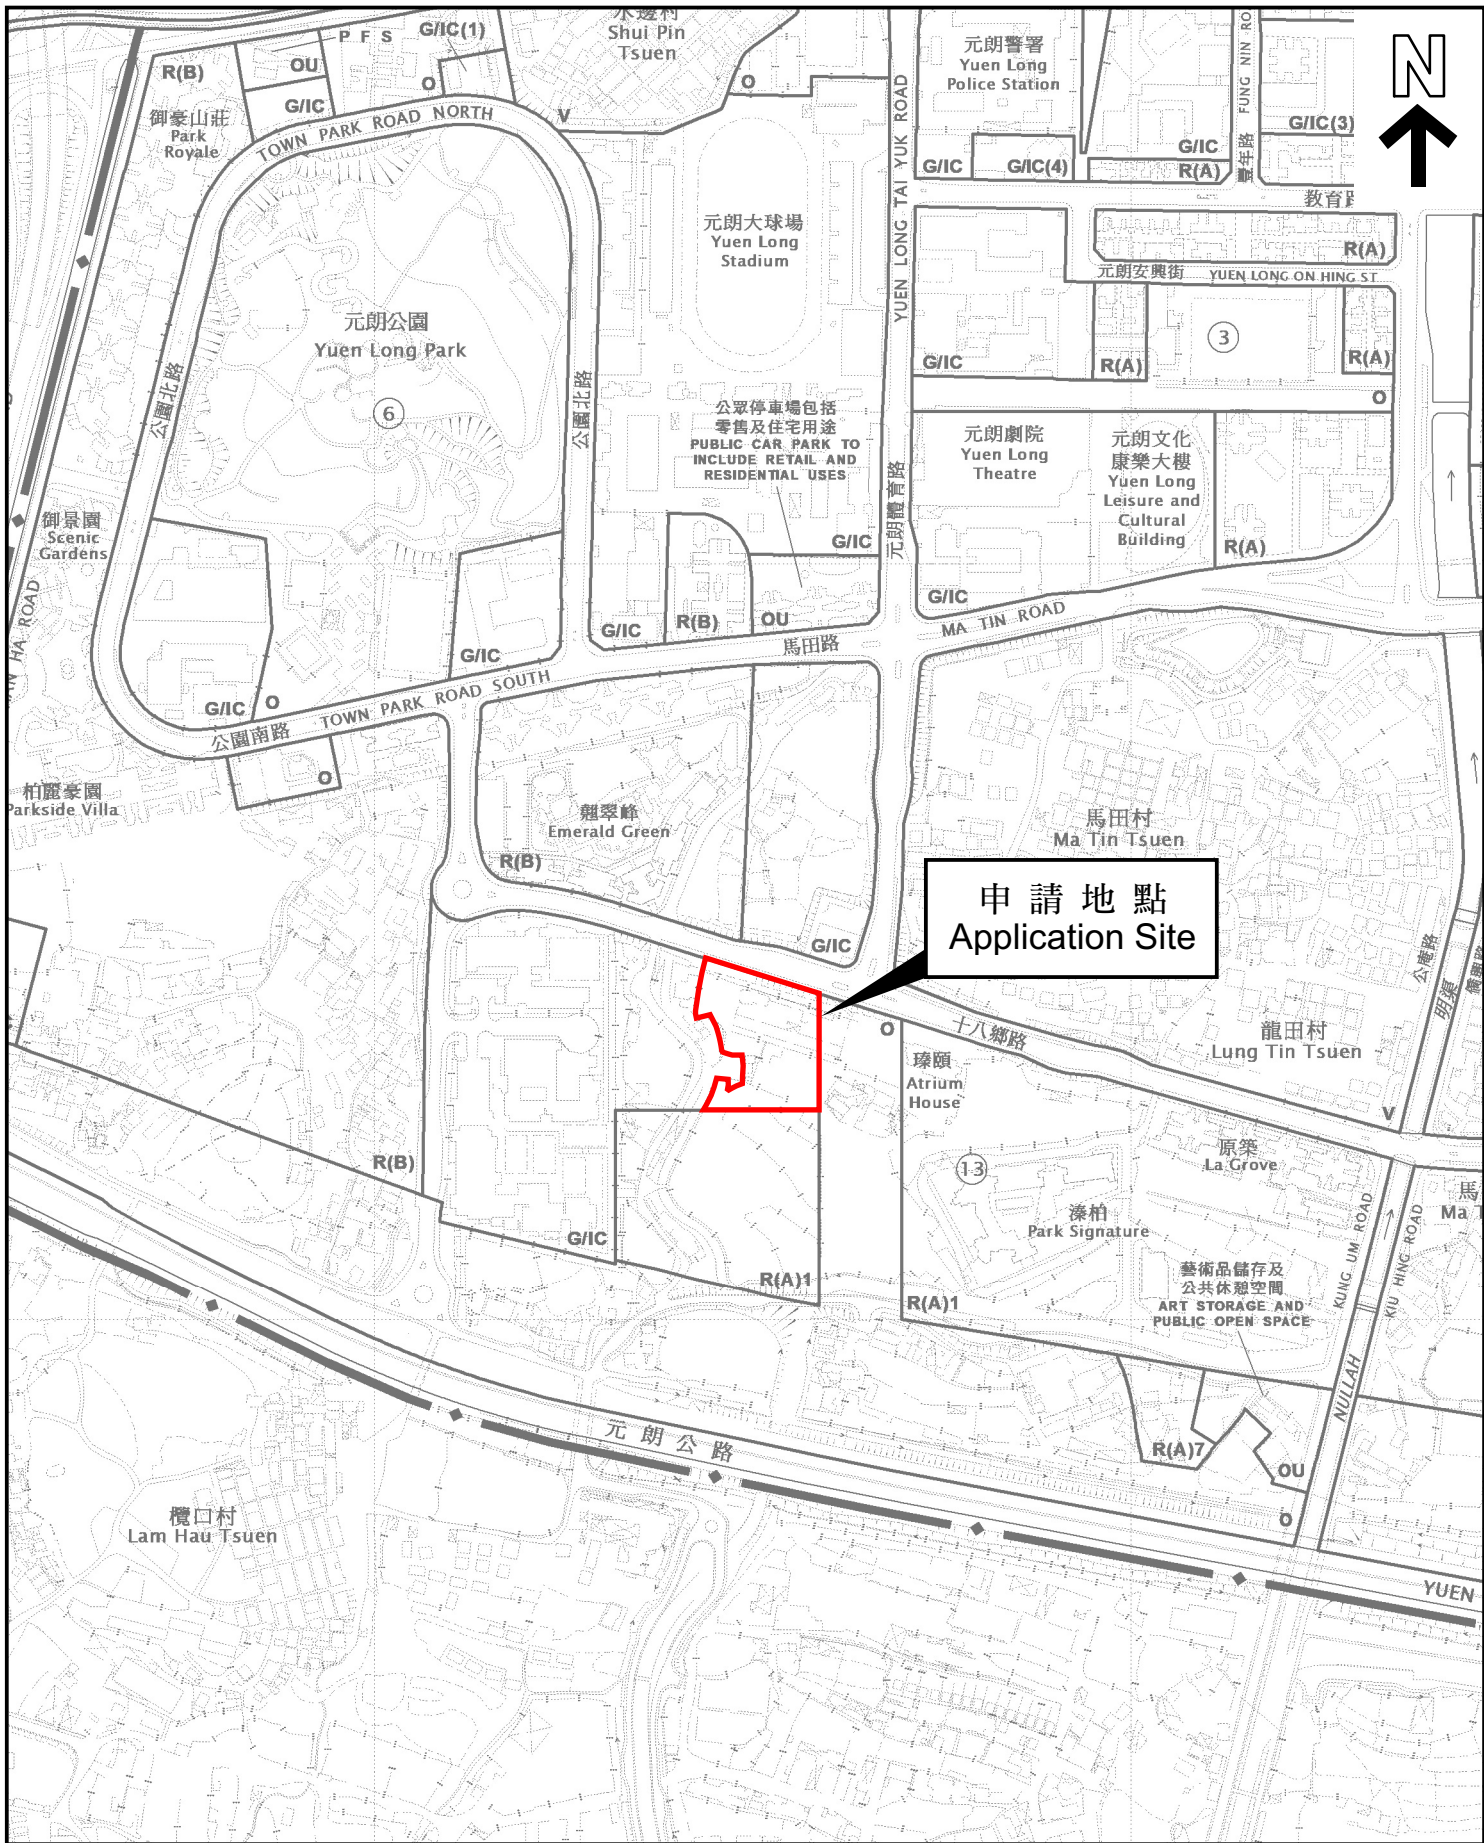 水邊村
Shui Pin
Tsuen
P F S
G/IC(1)
R(B)
OU
O
G/IC
御豪山莊
Park
Royale
TOWN PARK ROAD NORTH
V
O
元朗警署
Yuen Long
Police Station
YUEN LONG TAI YUK ROAD
豐年路
FUNG NIN RO
N
G/IC(3)
G/IC
G/IC(4)
G/IC
R(A)
教育
元朗大球場
Yuen Long
Stadium
R(A)
元朗安興街
YUEN LONG ON HING ST
元朗公園
Yuen Long Park
6
公園北路
公園北路
3
G/IC
R(A)
R(A)
O
公眾停車場包括
零售及住宅用途
PUBLIC CAR PARK TO
INCLUDE RETAIL AND
RESIDENTIAL USES
元朗劇院
Yuen Long
Theatre
元朗文化
康樂大樓
Yuen Long
Leisure and
Cultural
Building
元朗體育路
御景園
Scenic
Gardens
G/IC
R(A)
HA ROAD
G/IC
R(B)
OU
G/IC
MA TIN ROAD
馬田路
G/IC
G/IC
O
TOWN PARK ROAD SOUTH
公園南路
O
柏麗豪園
Parkside Villa
翹翠峰
Emerald Green
R(B)
馬田村
Ma Tin Tsuen
申請地點
Application Site
G/IC
公庵路
明渠
O
十八鄉路
龍田村
Lung Tin Tsuen
瑧頤
Atrium
House
V
原築
La Grove
13
R(B)
溱柏
Park Signature
馬
Ma T
KUNG UM ROAD
KIU HING ROAD
G/IC
R(A)1
R(A)1
藝術品儲存及
公共休憩空間
ART STORAGE AND
PUBLIC OPEN SPACE
NULLAH
元朗公路
R(A)7
OU
O
欖口村
Lam Hau Tsuen
YUEN